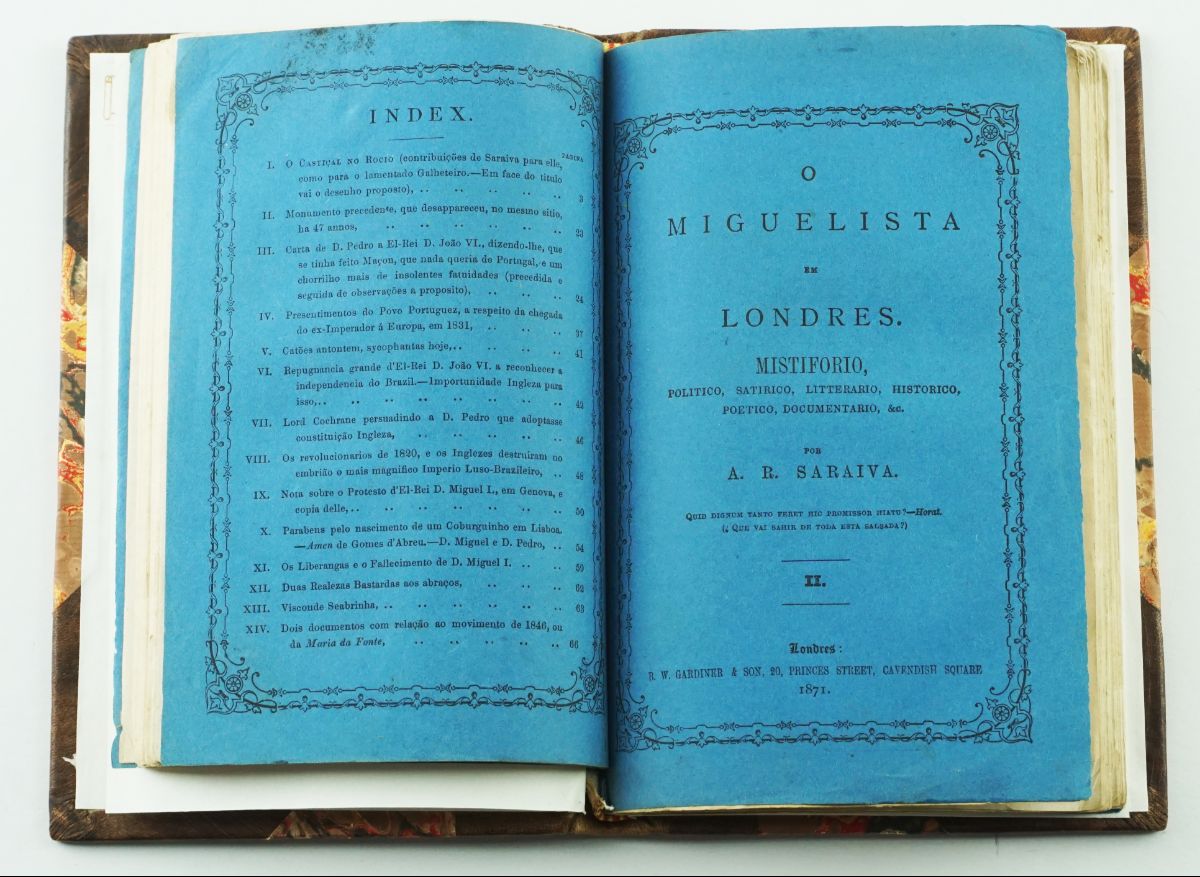 INDEX.
PAGINA
I. O CASTIÇAL NO ROCIO (contribuições de Saraiva para elle,
como para o lamentado Galheteiro.—Em face do titulo
vai o desenho proposto), .. .. .. .. 3
II. Monumento precedente, que desappareceu, no mesmo sitio,
ha 47 annos, .. .. .. .. .. .. 23
III. Carta de D. Pedro a El-Rei D. João VI., dizendo-lhe, que
se tinha feito Maçon, que nada queria de Portugal, e um
chorrilho mais de insolentes fatuidades (precedida e
seguida de observações a proposito), .. .. .. 24
IV. Presentimentos do Povo Portuguez, a respeito da chegada
do ex-Imperador á Europa, em 1831, .. .. .. 37
V. Catões antontem, sycophantas hoje, .. .. .. .. 41
VI. Repugnancia grande d'El-Rei D. João VI. a reconhecer a
independencia do Brazil.—Importunidade Ingleza para
isso, .. .. .. .. .. .. .. .. 42
VII. Lord Cochrane persuadindo a D. Pedro que adoptasse
constituição Ingleza, .. .. .. .. .. 46
VIII. Os revolucionarios de 1820, e os Inglezes destruiram no
embrião o mais magnifico Imperio Luso-Brazileiro, .. 48
IX. Nota sobre o Protesto d'El-Rei D. Miguel I., em Genova, e
copia delle, .. .. .. .. .. .. .. 50
X. Parabens pelo nascimento de um Coburguinho em Lisboa.
—Amen de Gomes d'Abreu.—D. Miguel e D. Pedro, .. 54
XI. Os Liberangas e o Fallecimento de D. Miguel I. .. .. 59
XII. Duas Realezas Bastardas aos abraços, .. .. .. 62
XIII. Visconde Seabrinha, .. .. .. .. .. .. 63
XIV. Dois documentos com relação ao movimento de 1846, ou
da Maria da Fonte, .. .. .. .. .. 66
O
MIGUELISTA
EM
LONDRES.
MISTIFORIO,
POLITICO, SATIRICO, LITTERARIO, HISTORICO,
POETICO, DOCUMENTARIO, &c.
POR
A. R. SARAIVA.
QUID DIGNUM TANTO FERET HIC PROMISSOR HIATU?—Horat.
(¿ QUE VAI SAHIR DE TODA ESTA SALSADA?)
II.
Londres:
R. W. GARDINER & SON, 20, PRINCES STREET, CAVENDISH SQUARE
1871.